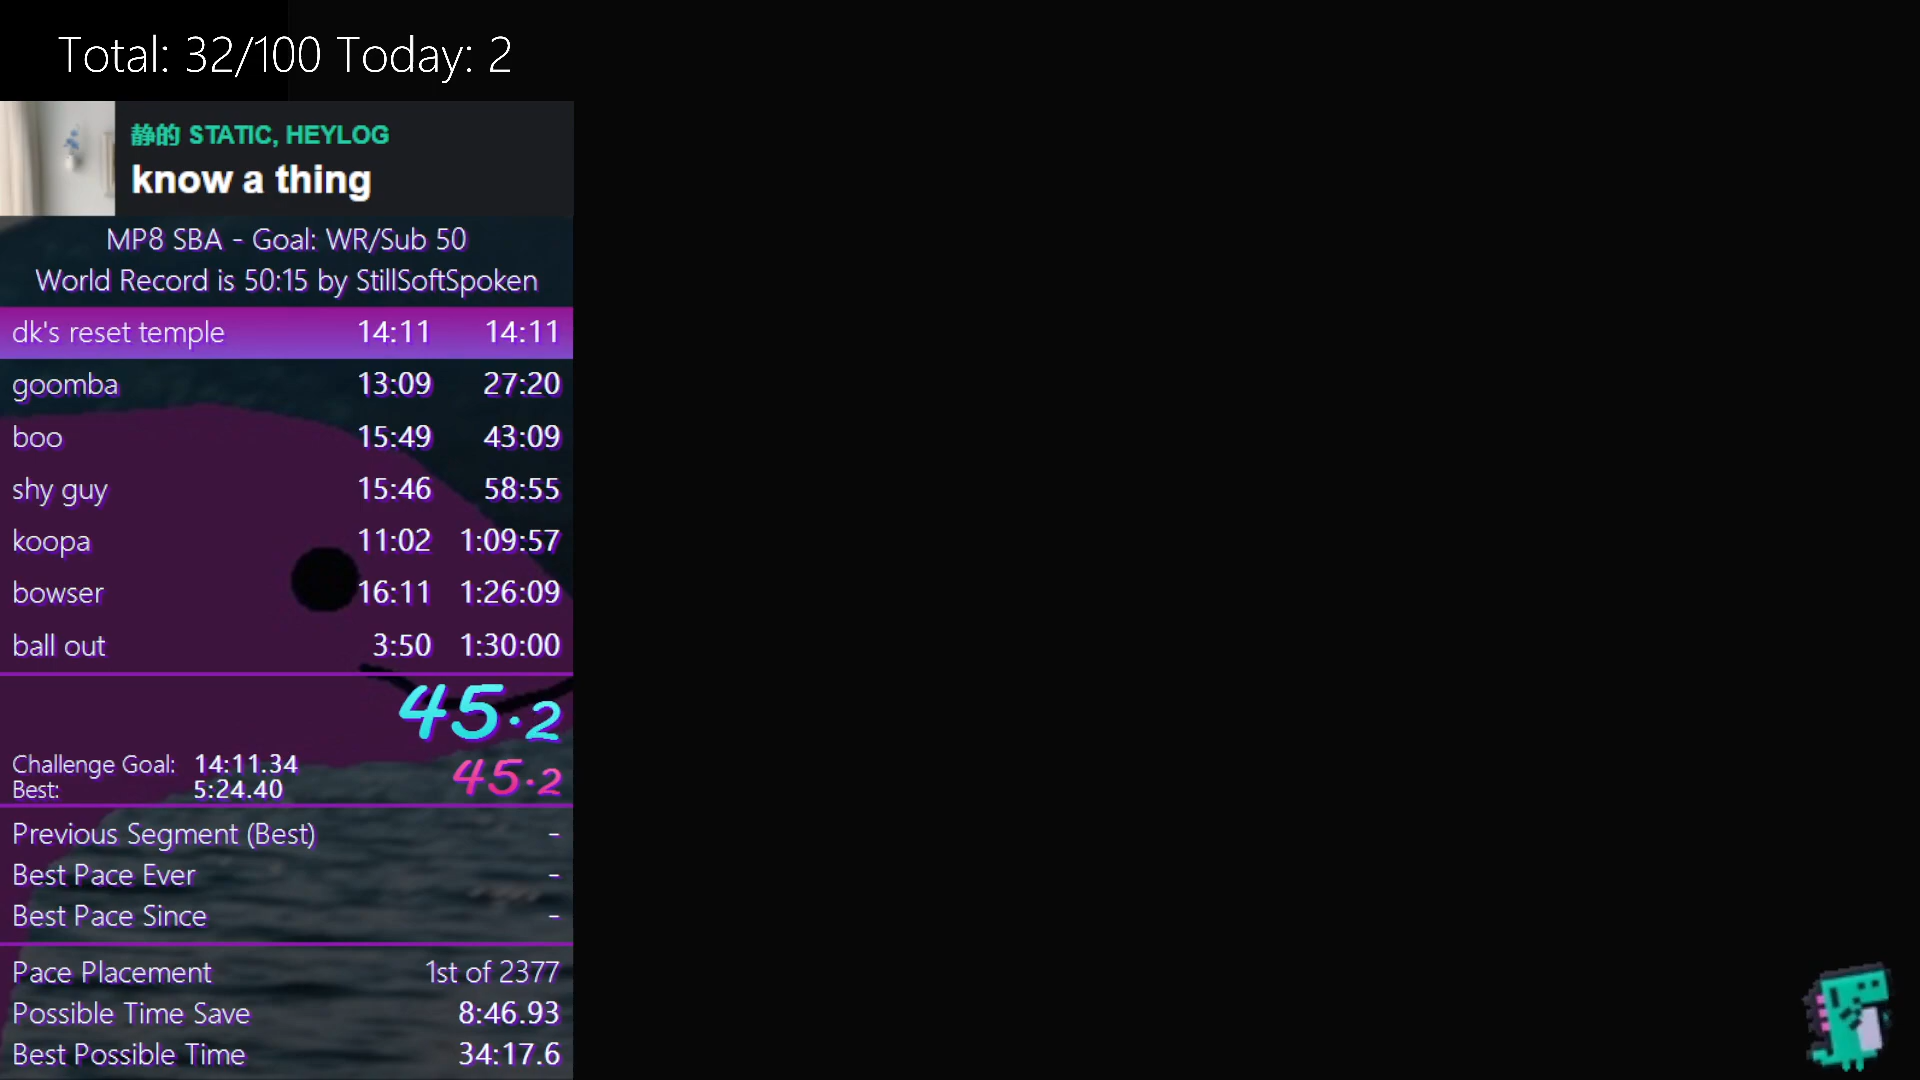 Total: 32/100 Today: 2
静的 STATIC, HEYLOG
know a thing
MP8 SBA - Goal: WR/Sub 50
World Record is 50:15 by StillSoftSpoken
dk's reset temple 14:11 14:11
goomba 13:09 27:20
boo 15:49 43:09
shy guy 15:46 58:55
koopa 11:02 1:09:57
bowser 16:11 1:26:09
ball out 3:50 1:30:00
45.2
Challenge Goal: 14:11.34
Best: 5:24.40
45.2
Previous Segment (Best) -
Best Pace Ever -
Best Pace Since -
Pace Placement 1st of 2377
Possible Time Save 8:46.93
Best Possible Time 34:17.6